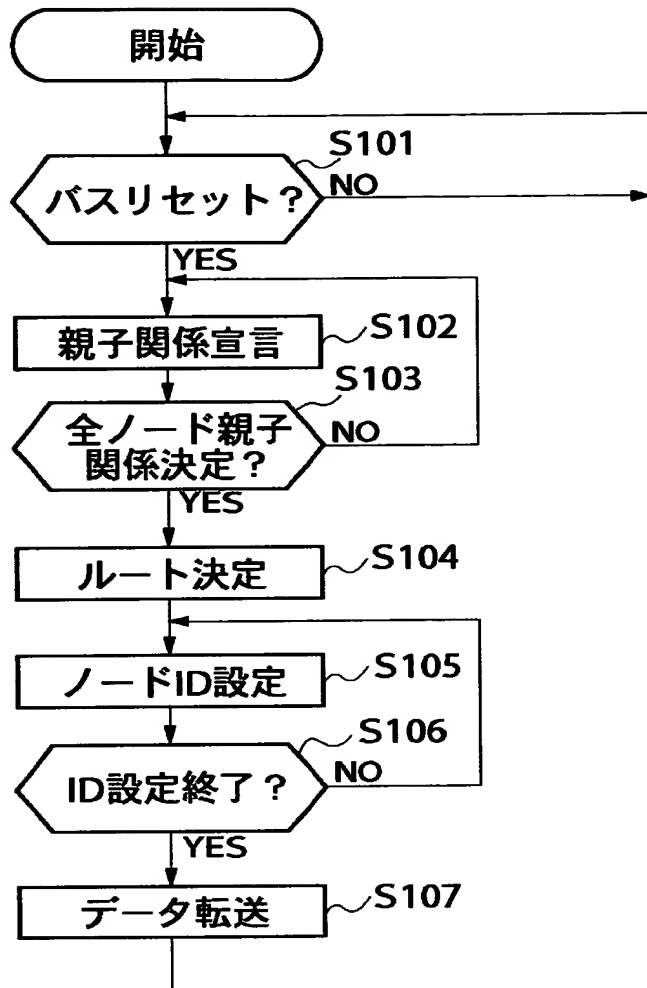 開始
S101
バスリセット？
NO
YES
親子関係宣言
S102
S103
全ノード親子
関係決定？
NO
YES
ルート決定
S104
ノードID設定
S105
S106
ID設定終了？
NO
YES
データ転送
S107